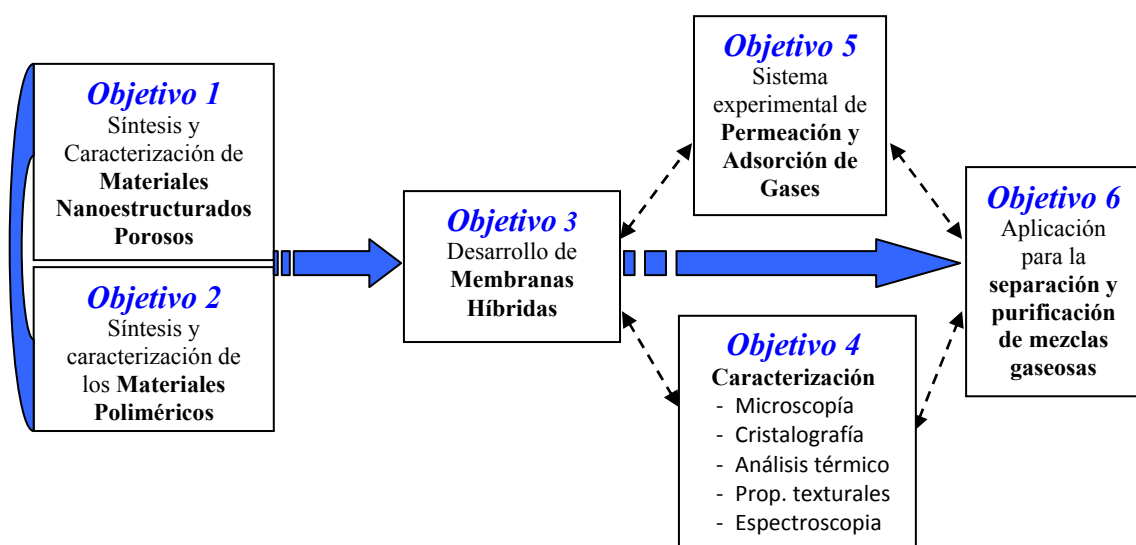 Objetivo 1
Síntesis y
Caracterización de
Materiales
Nanoestructurados
Porosos
Objetivo 2
Síntesis y
caracterización de
los Materiales
Poliméricos
Objetivo 3
Desarrollo de
Membranas
Híbridas
Objetivo 5
Sistema
experimental de
Permeación y
Adsorción de
Gases
Objetivo 4
Caracterización
- Microscopía
- Cristalografía
- Análisis térmico
- Prop. texturales
- Espectroscopia
Objetivo 6
Aplicación
para la
separación y
purificación
de mezclas
gaseosas